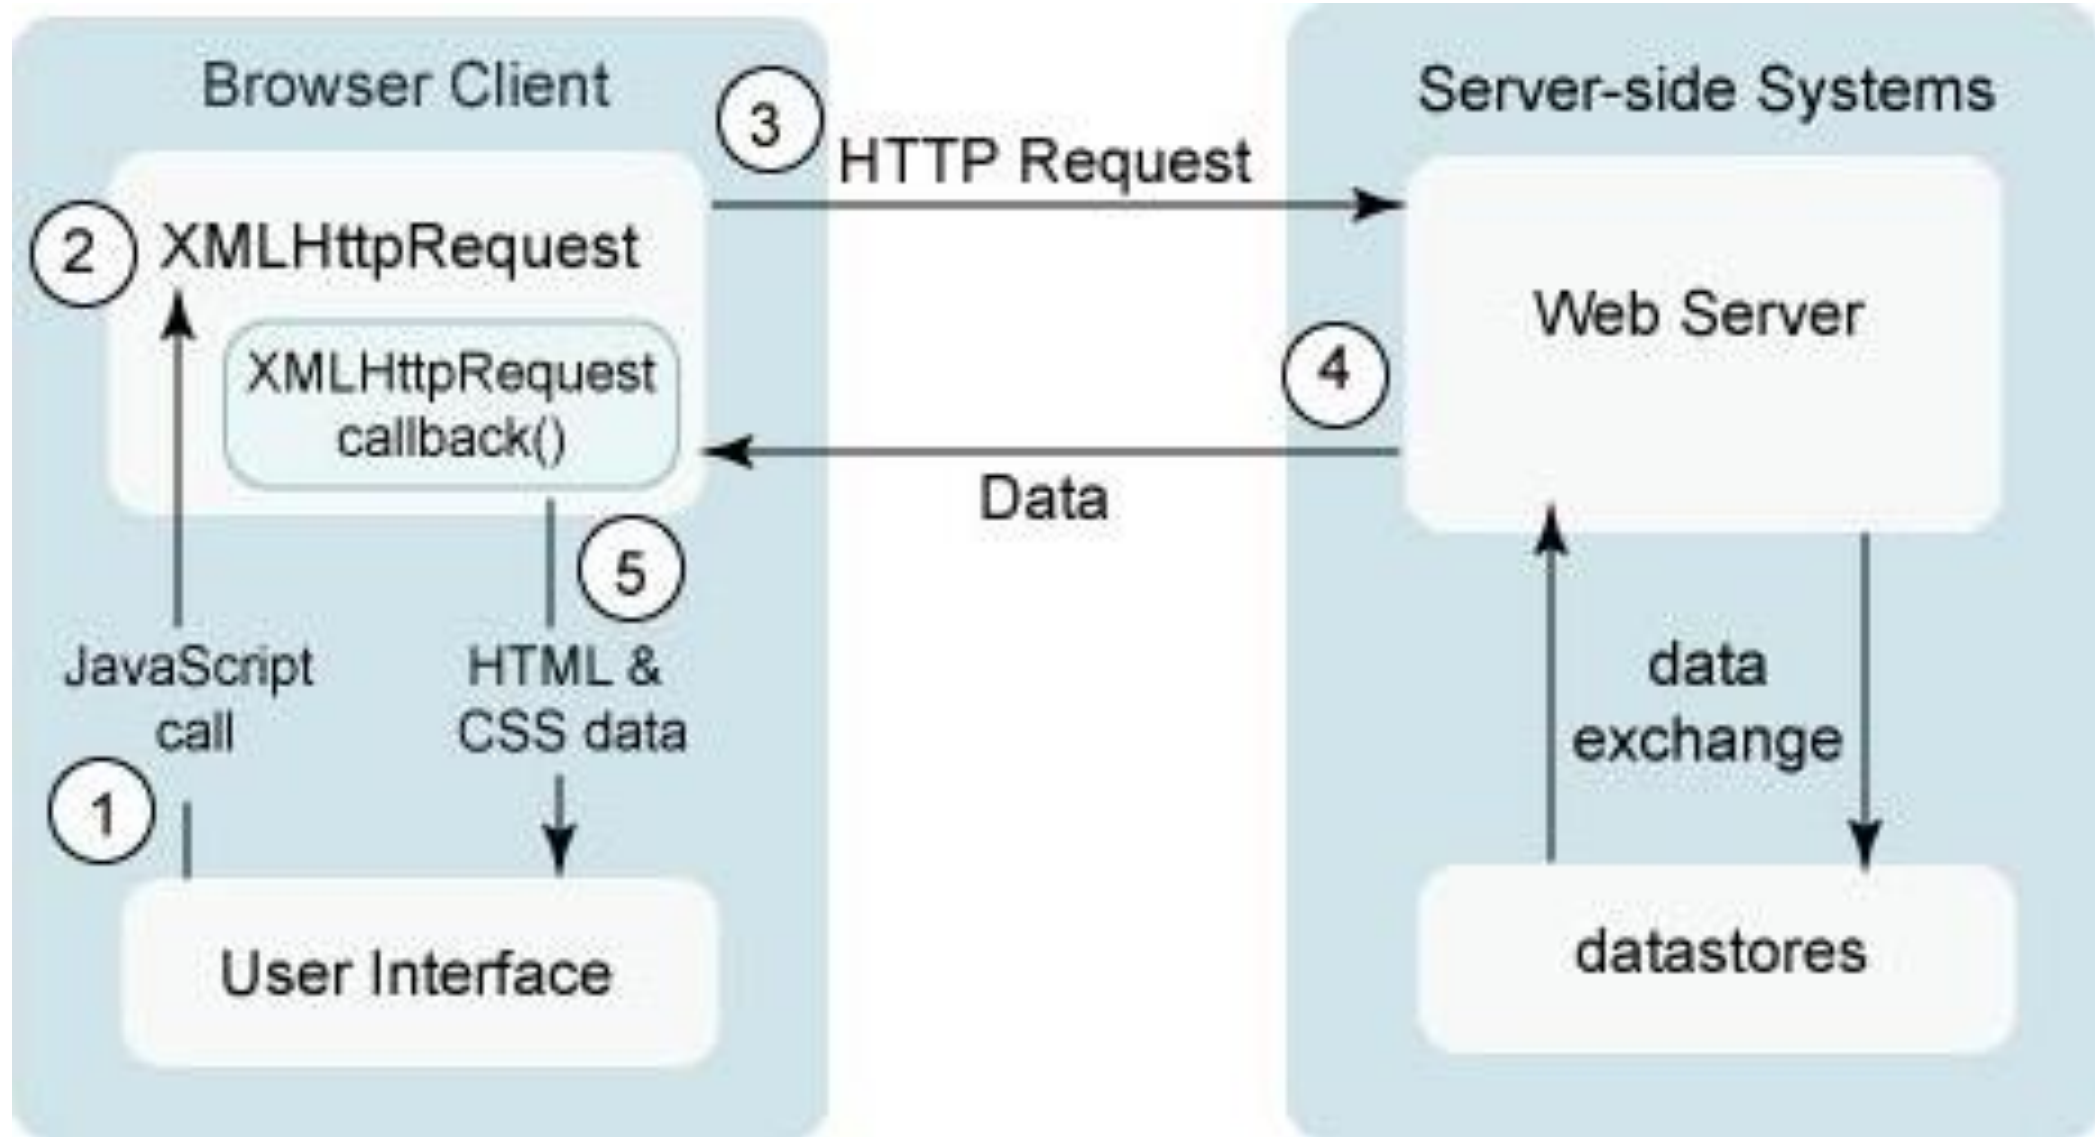 Browser Client
3
HTTP Request
2
XMLHttpRequest
XMLHttpRequest
callback()
JavaScript
call
1
5
HTML &
CSS data
User Interface
Data
4
Server-side Systems
Web Server
data
exchange
datastores